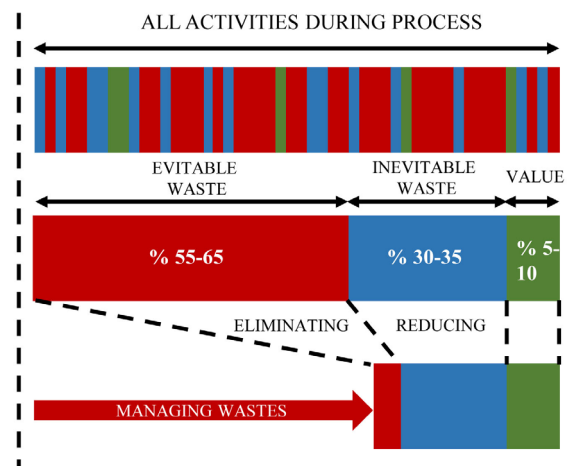 ALL ACTIVITIES DURING PROCESS
EVITABLE
WASTE
INEVITABLE
WASTE
VALUE
% 55-65
% 30-35
% 5-
10
ELIMINATING
REDUCING
MANAGING WASTES